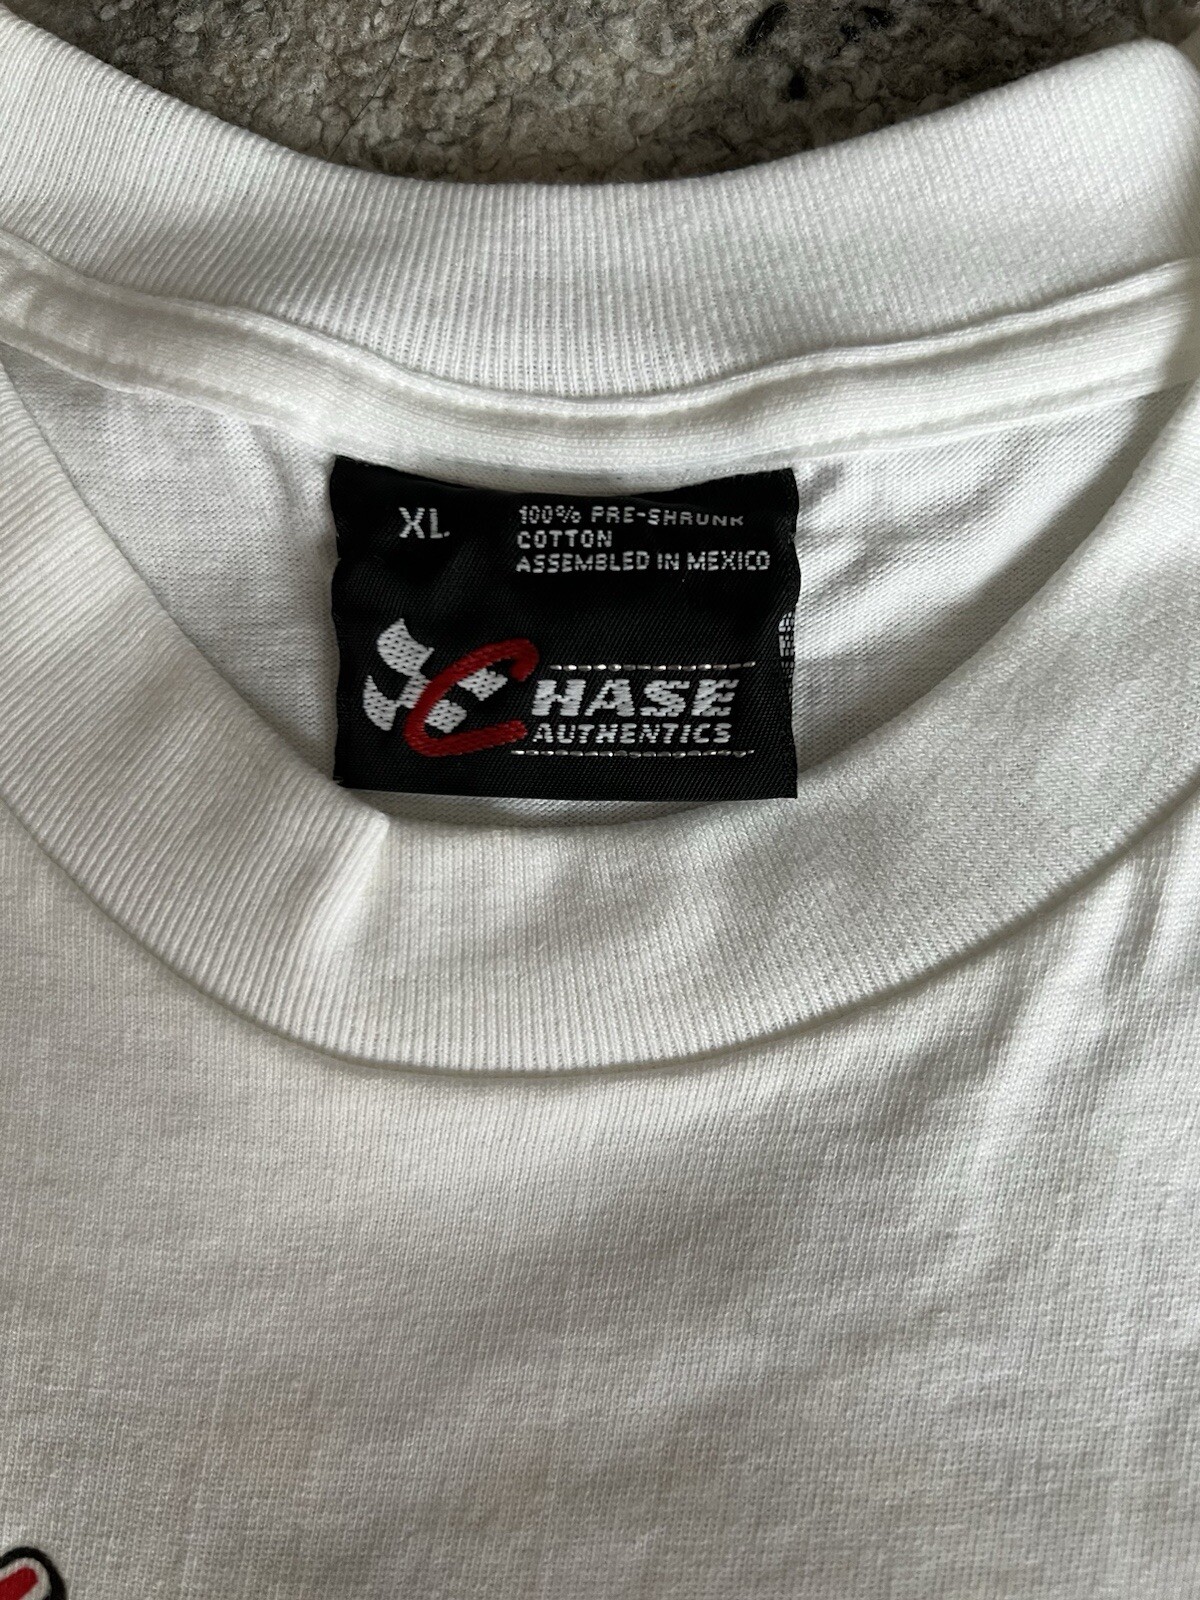 XL
100% PRE-SHRUNK
COTTON
ASSEMBLED IN MEXICO
CHASE
AUTHENTICS